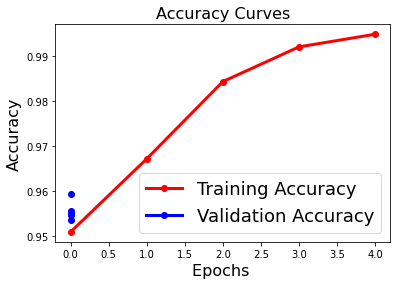 Accuracy Curves
Accuracy
0.99
0.98
0.97
0.96
0.95
Training Accuracy
Validation Accuracy
0.0 0.5 1.0 1.5 2.0 2.5 3.0 3.5 4.0
Epochs